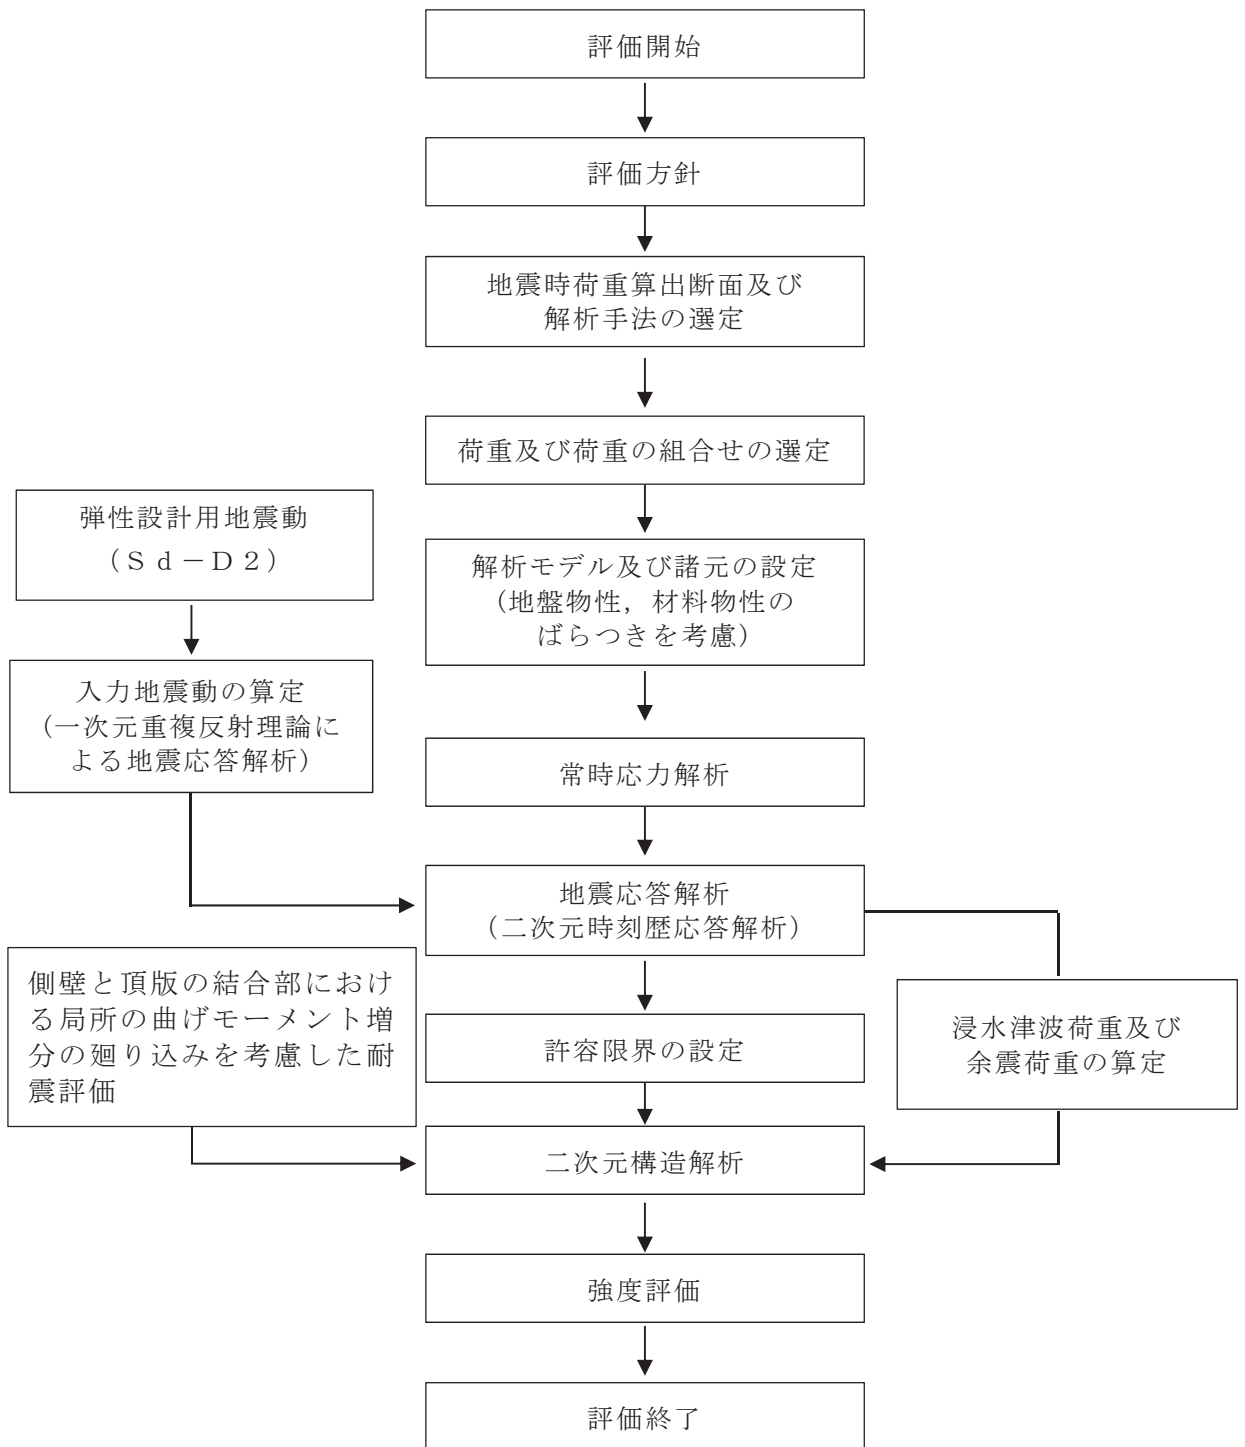 評価開始
評価方針
地震時荷重算出断面及び
解析手法の選定
荷重及び荷重の組合せの選定
弾性設計用地震動
（Ｓｄ－Ｄ２）
解析モデル及び諸元の設定
（地盤物性，材料物性の
ばらつきを考慮）
入力地震動の算定
（一次元重複反射理論に
よる地震応答解析）
常時応力解析
地震応答解析
（二次元時刻歴応答解析）
側壁と頂版の結合部におけ
る局所の曲げモーメント増
分の廻り込みを考慮した耐
震評価
許容限界の設定
浸水津波荷重及び
余震荷重の算定
二次元構造解析
強度評価
評価終了